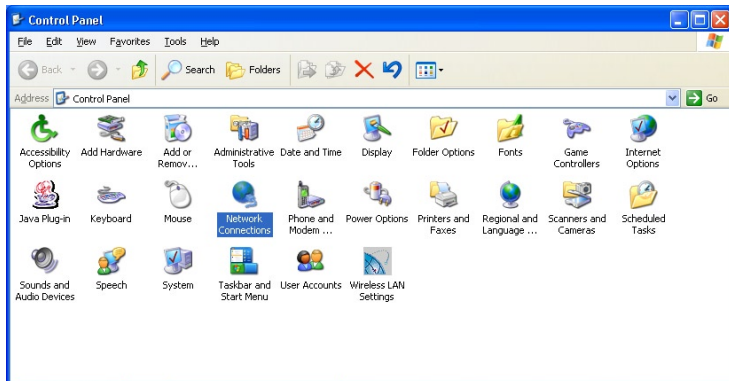 Control Panel
File Edit View Favorites Tools Help
Back Search Folders
Address Control Panel Go
Accessibility Options
Add Hardware
Add or Remov...
Administrative Tools
Date and Time
Display
Folder Options
Fonts
Game Controllers
Internet Options
Java Plug-in
Keyboard
Mouse
Network Connections
Phone and Modem ...
Power Options
Printers and Faxes
Regional and Language ...
Scanners and Cameras
Scheduled Tasks
Sounds and Audio Devices
Speech
System
Taskbar and Start Menu
User Accounts
Wireless LAN Settings